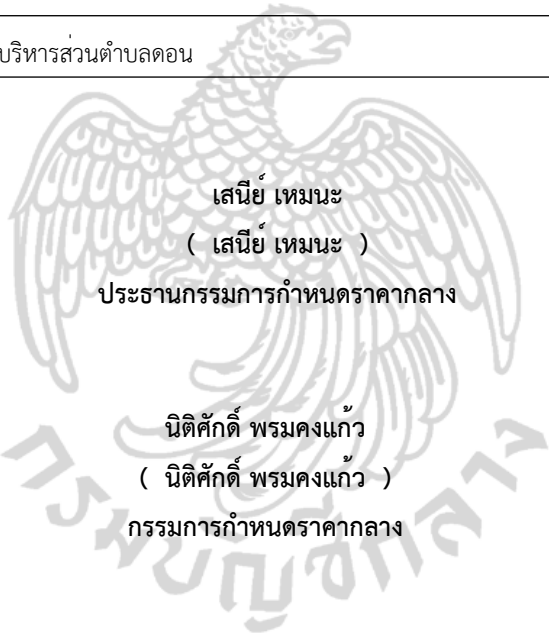 บริหารส่วนตำบลดอน
เสนีย์ เหมนะ
( เสนีย์ เหมนะ )
ประธานกรรมการกำหนดราคากลาง
นิติศักดิ์ พรมคงแก้ว
( นิติศักดิ์ พรมคงแก้ว )
กรรมการกำหนดราคากลาง
กรมบัญชีกลาง